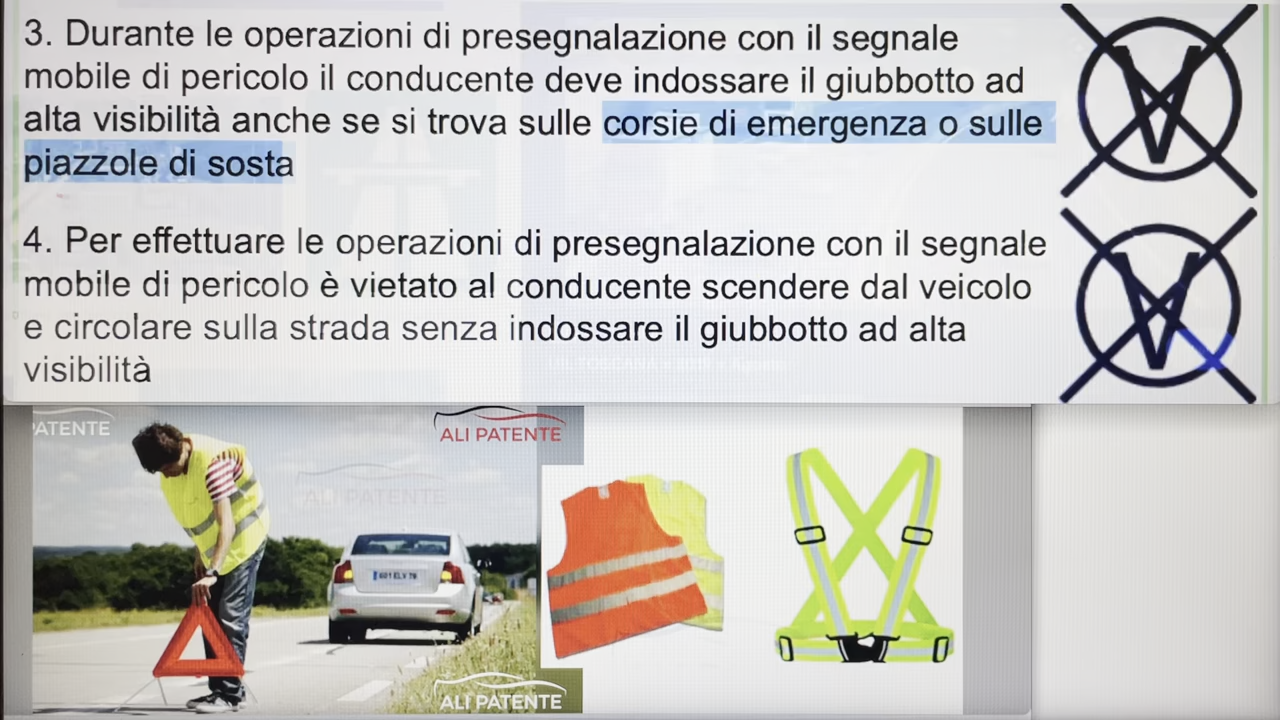 3. Durante le operazioni di presegnalazione con il segnale
mobile di pericolo il conducente deve indossare il giubbotto ad
alta visibilità anche se si trova sulle corsie di emergenza o sulle
piazzole di sosta
V
4. Per effettuare le operazioni di presegnalazione con il segnale
mobile di pericolo è vietato al conducente scendere dal veicolo
e circolare sulla strada senza indossare il giubbotto ad alta
visibilità
V
PATENTE
ALI PATENTE
ALI PATENTE
601 ELV 78
ALI PATENTE